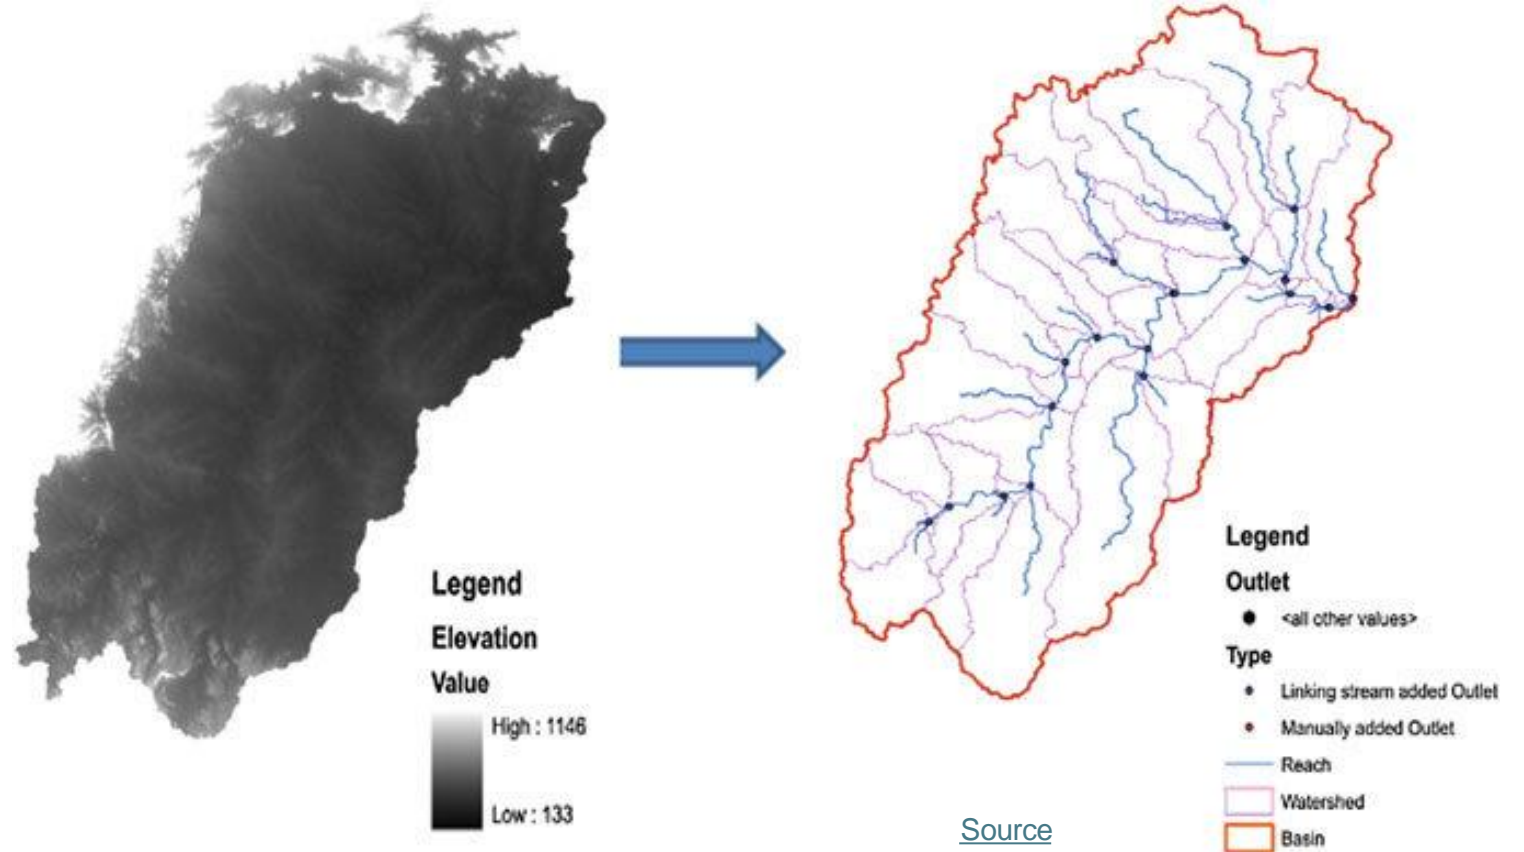 Legend
Elevation
Value
High : 1146
Low : 133
Legend
Outlet
<all other values>
Type
Linking stream added Outlet
Manually added Outlet
Reach
Watershed
Basin
Source